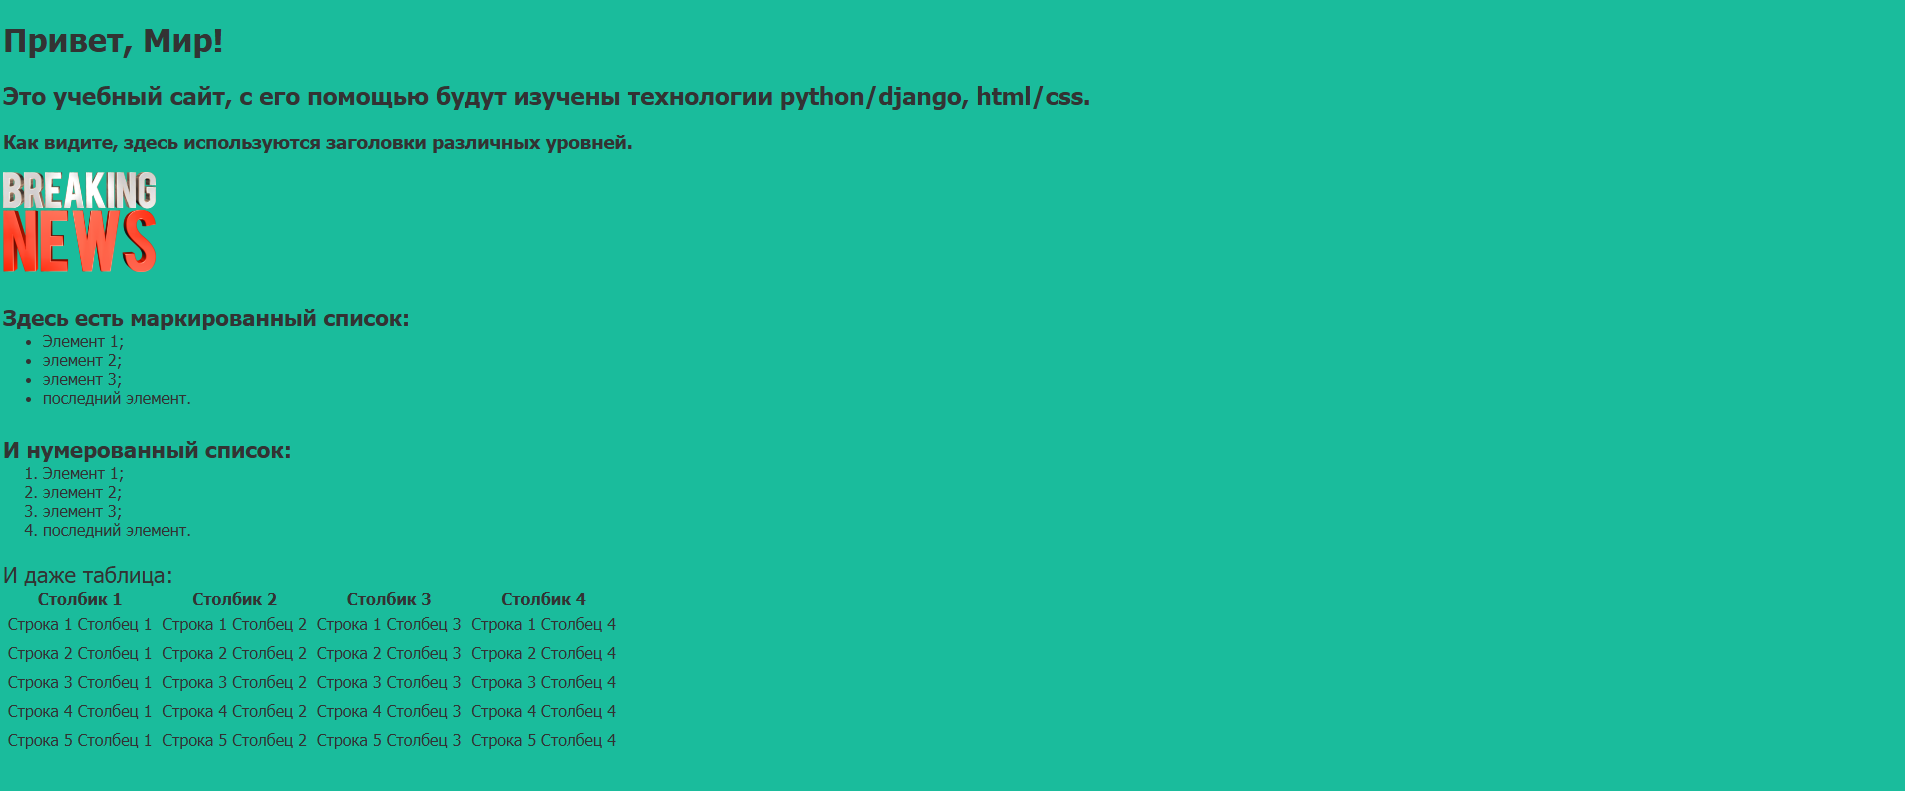 Привет, Мир!
Это учебный сайт, с его помощью будут изучены технологии python/django, html/css.
Как видите, здесь используются заголовки различных уровней.
BREAKING
NEWS
Здесь есть маркированный список:
• Элемент 1;
• элемент 2;
• элемент 3;
• последний элемент.
И нумерованный список:
1. Элемент 1;
2. элемент 2;
3. элемент 3;
4. последний элемент.
И даже таблица:
Столбик 1 Столбик 2 Столбик 3 Столбик 4
Строка 1 Столбец 1 Строка 1 Столбец 2 Строка 1 Столбец 3 Строка 1 Столбец 4
Строка 2 Столбец 1 Строка 2 Столбец 2 Строка 2 Столбец 3 Строка 2 Столбец 4
Строка 3 Столбец 1 Строка 3 Столбец 2 Строка 3 Столбец 3 Строка 3 Столбец 4
Строка 4 Столбец 1 Строка 4 Столбец 2 Строка 4 Столбец 3 Строка 4 Столбец 4
Строка 5 Столбец 1 Строка 5 Столбец 2 Строка 5 Столбец 3 Строка 5 Столбец 4